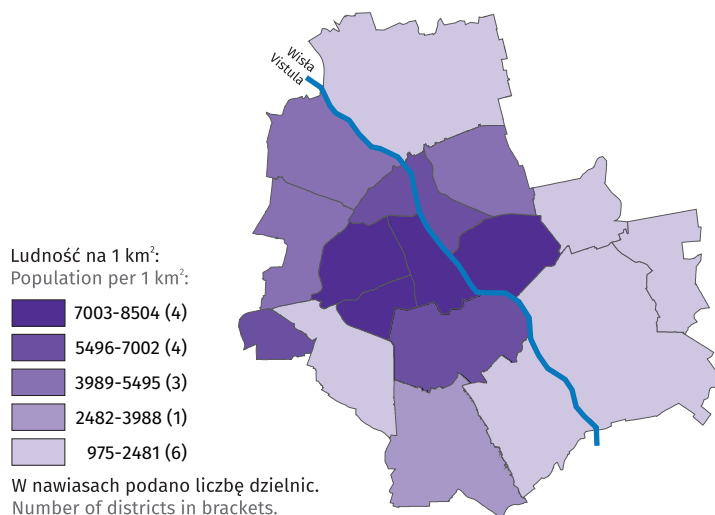 Wisła
Vistula
Ludność na 1 km²:
Population per 1 km²:
7003-8504 (4)
5496-7002 (4)
3989-5495 (3)
2482-3988 (1)
975-2481 (6)
W nawiasach podano liczbę dzielnic.
Number of districts in brackets.